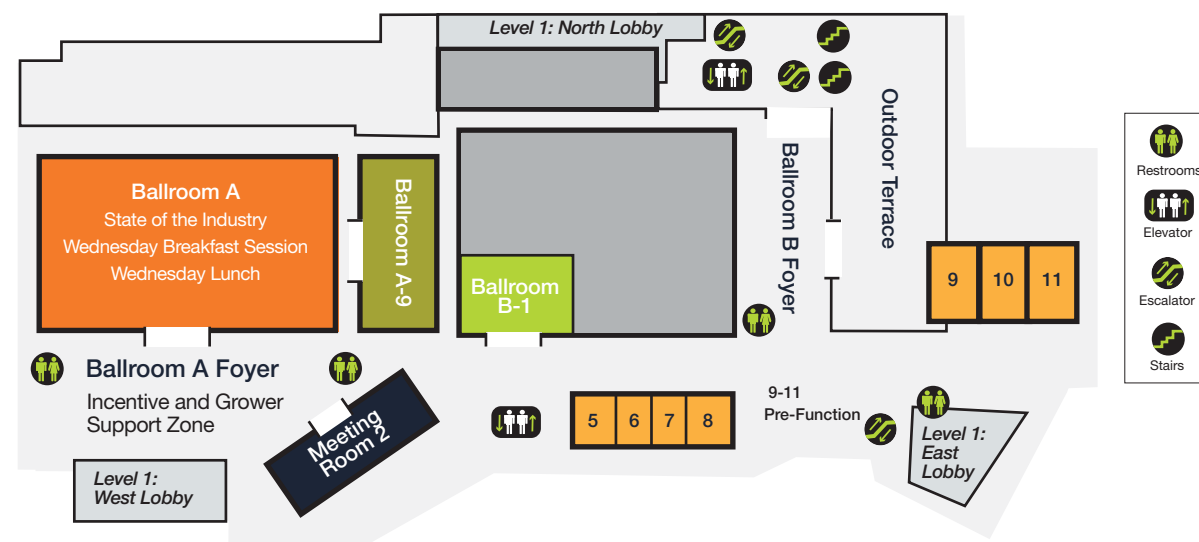 Level 1: North Lobby
Outdoor Terrace
Ballroom B Foyer
Ballroom A
State of the Industry
Wednesday Breakfast Session
Wednesday Lunch
Ballroom A-9
Ballroom
B-1
9
10
11
Ballroom A Foyer
Incentive and Grower
Support Zone
Meeting
Room 2
5
6
7
8
9-11
Pre-Function
Level 1:
East
Lobby
Level 1:
West Lobby
Restrooms
Elevator
Escalator
Stairs